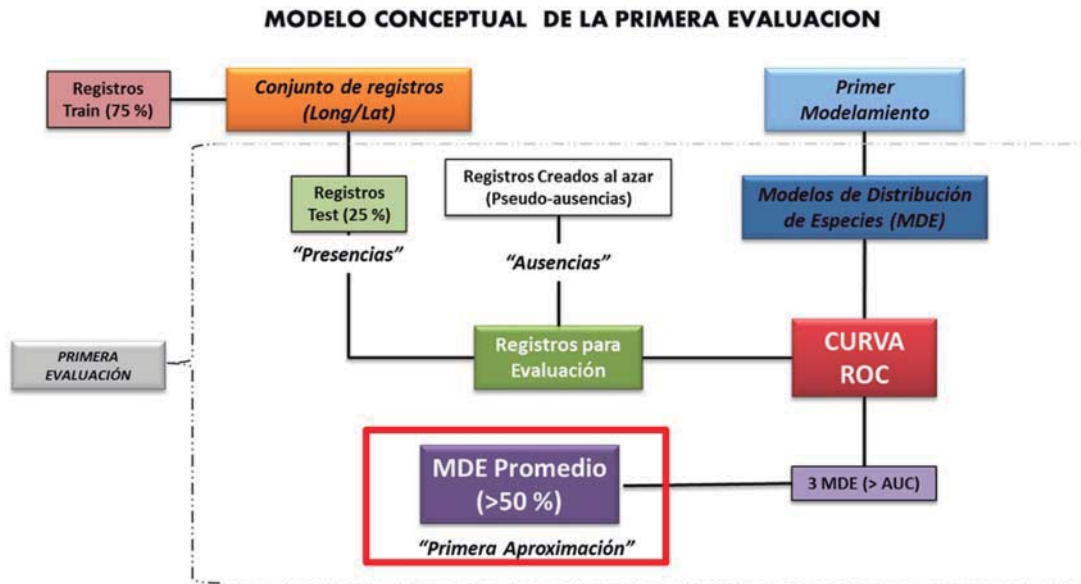 MODELO CONCEPTUAL DE LA PRIMERA EVALUACION
Registros
Train (75 %)
Conjunto de registros
(Long/Lat)
Primer
Modelamiento
Registros
Test (25 %)
Registros Creados al azar
(Pseudo-ausencias)
Modelos de Distribución
de Especies (MDE)
“Presencias”
“Ausencias”
PRIMERA
EVALUACIÓN
Registros para
Evaluación
CURVA
ROC
MDE Promedio
(>50 %)
3 MDE (> AUC)
“Primera Aproximación”